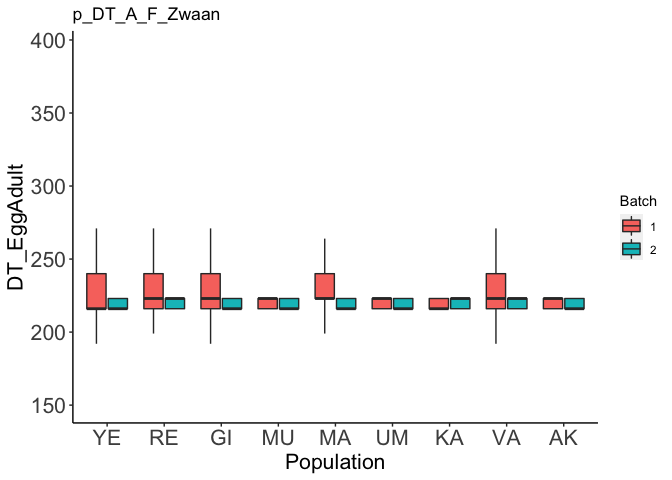 p_DT_A_F_Zwaan
400
350
300
250
200
150
DT_EggAdult
YE RE GI MU MA UM KA VA AK
Population
Batch
1
2